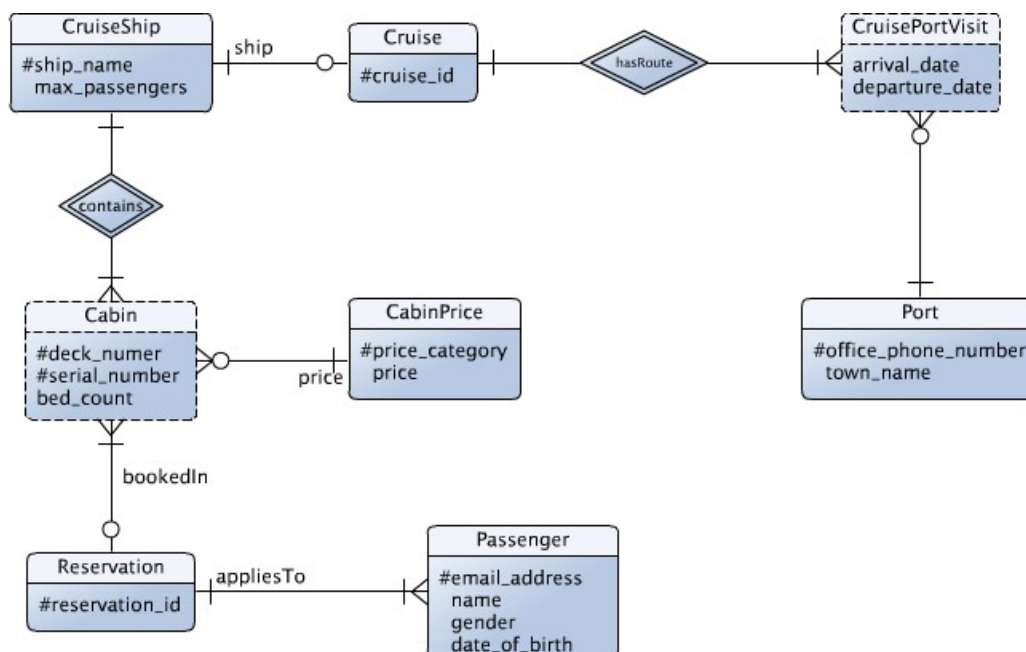 CruiseShip
#ship_name
max_passengers
ship
Cruise
#cruise_id
hasRoute
CruisePortVisit
arrival_date
departure_date
contains
Cabin
#deck_numer
#serial_number
bed_count
CabinPrice
#price_category
price
price
Port
#office_phone_number
town_name
bookedIn
Reservation
#reservation_id
appliesTo
Passenger
#email_address
name
gender
date_of_birth